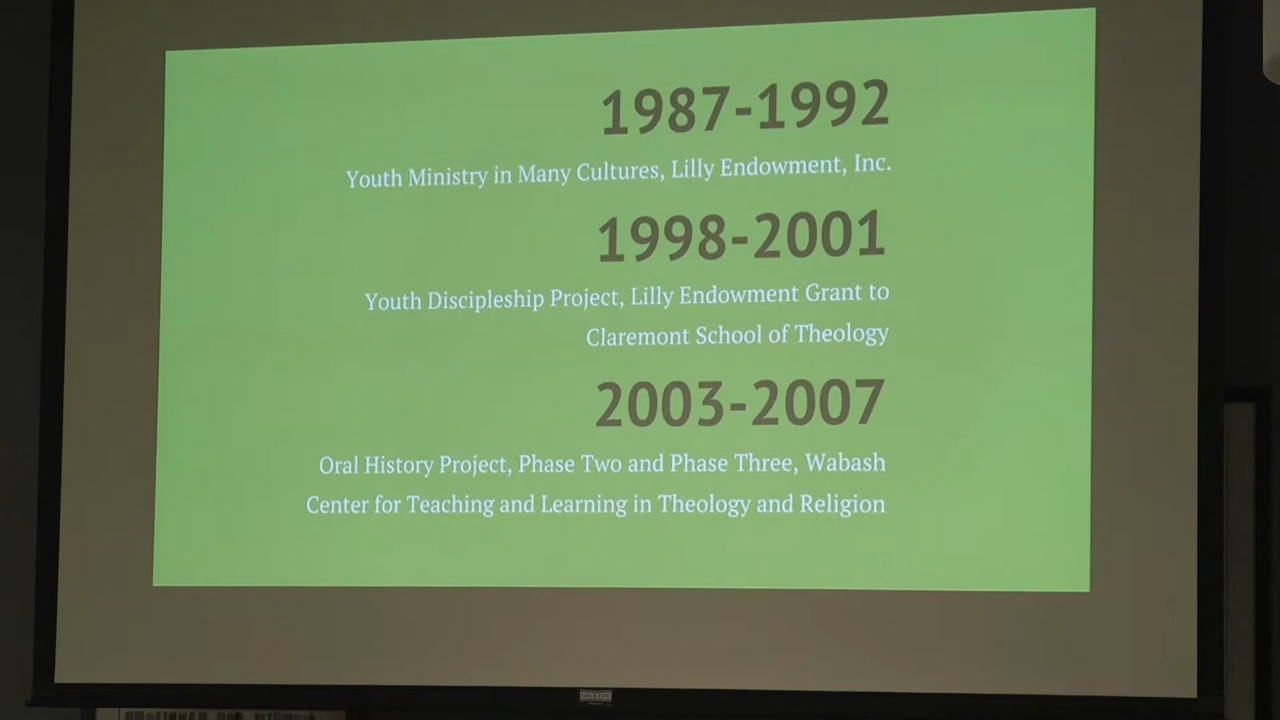 1987-1992
Youth Ministry in Many Cultures, Lilly Endowment, Inc.
1998-2001
Youth Discipleship Project, Lilly Endowment Grant to
Claremont School of Theology
2003-2007
Oral History Project, Phase Two and Phase Three, Wabash
Center for Teaching and Learning in Theology and Religion